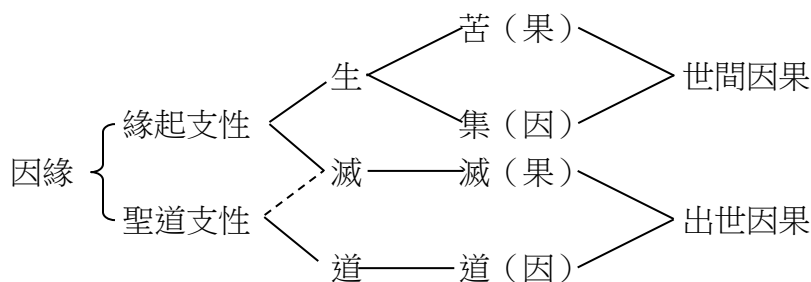 苦（果）
生 世間因果
緣起支性 集（因）
因緣 滅 滅（果）
聖道支性 出世因果
道 道（因）